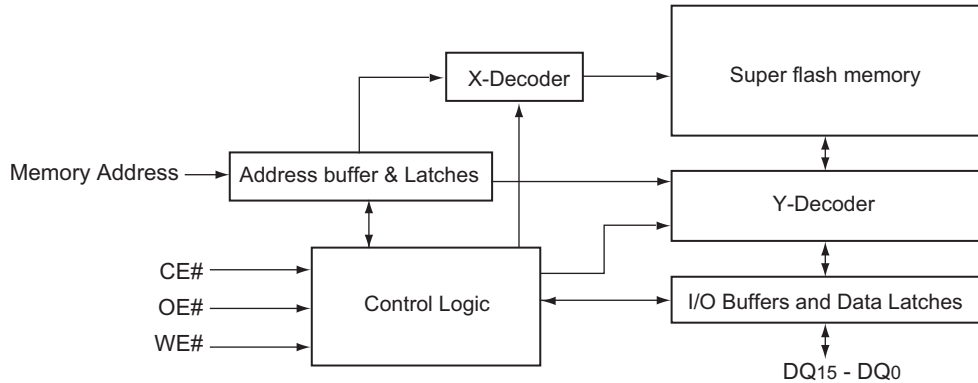 Super flash memory
X-Decoder
Memory Address
Address buffer & Latches
Y-Decoder
CE#
OE#
WE#
Control Logic
I/O Buffers and Data Latches
DQ15 - DQ0